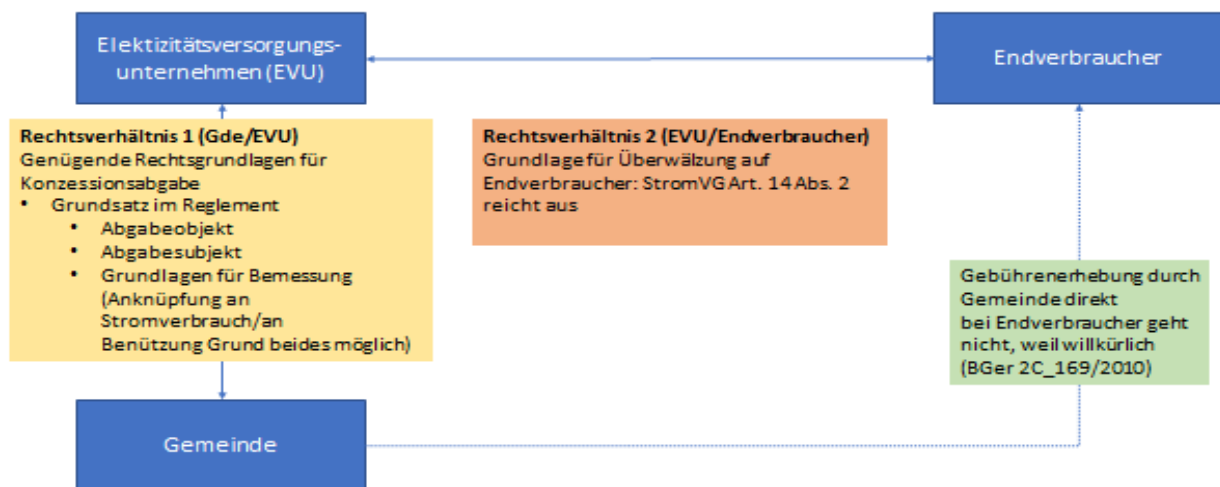 Elektizitätsversorgungs-
unternehmen (EVU)
Endverbraucher
Rechtsverhältnis 1 (Gde/EVU)
Genügende Rechtsgrundlagen für
Konzessionsabgabe
• Grundsatz im Reglement
• Abgabeobjekt
• Abgabesubjekt
• Grundlagen für Bemessung
(Anknüpfung an
Stromverbrauch/an
Benützung Grund beides möglich)
Rechtsverhältnis 2 (EVU/Endverbraucher)
Grundlage für Überwälzung auf
Endverbraucher: StromVG Art. 14 Abs. 2
reicht aus
Gebührenerhebung durch
Gemeinde direkt
bei Endverbraucher geht
nicht, weil willkürlich
(BGer 2C_169/2010)
Gemeinde